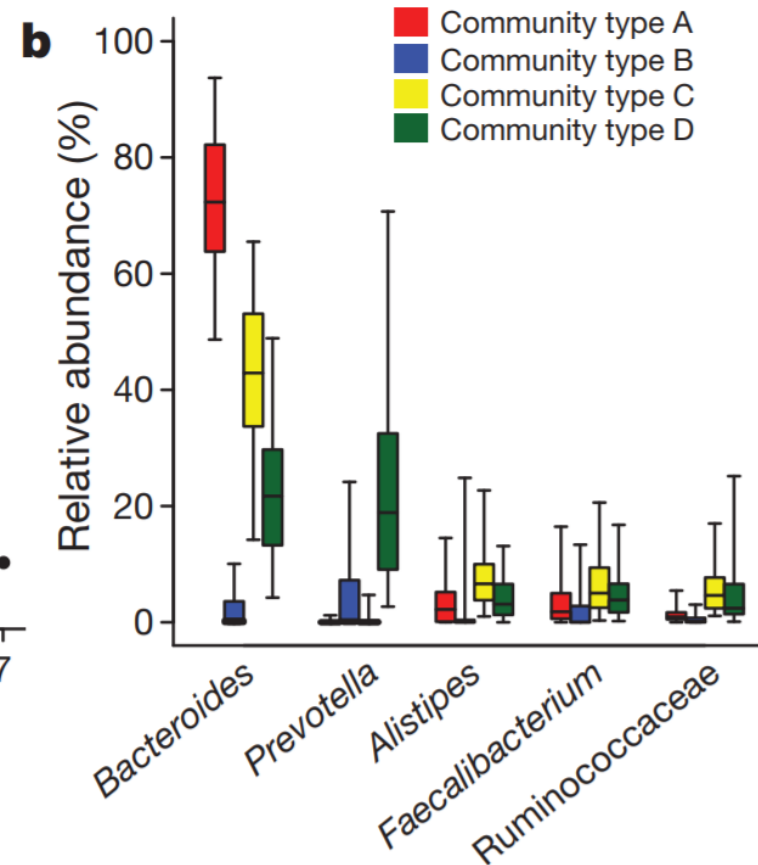 b
Relative abundance (%)
100
80
60
40
20
0
Community type A
Community type B
Community type C
Community type D
7
Bacteroides
Prevotella
Alistipes
Faecalibacterium
Ruminococcaceae